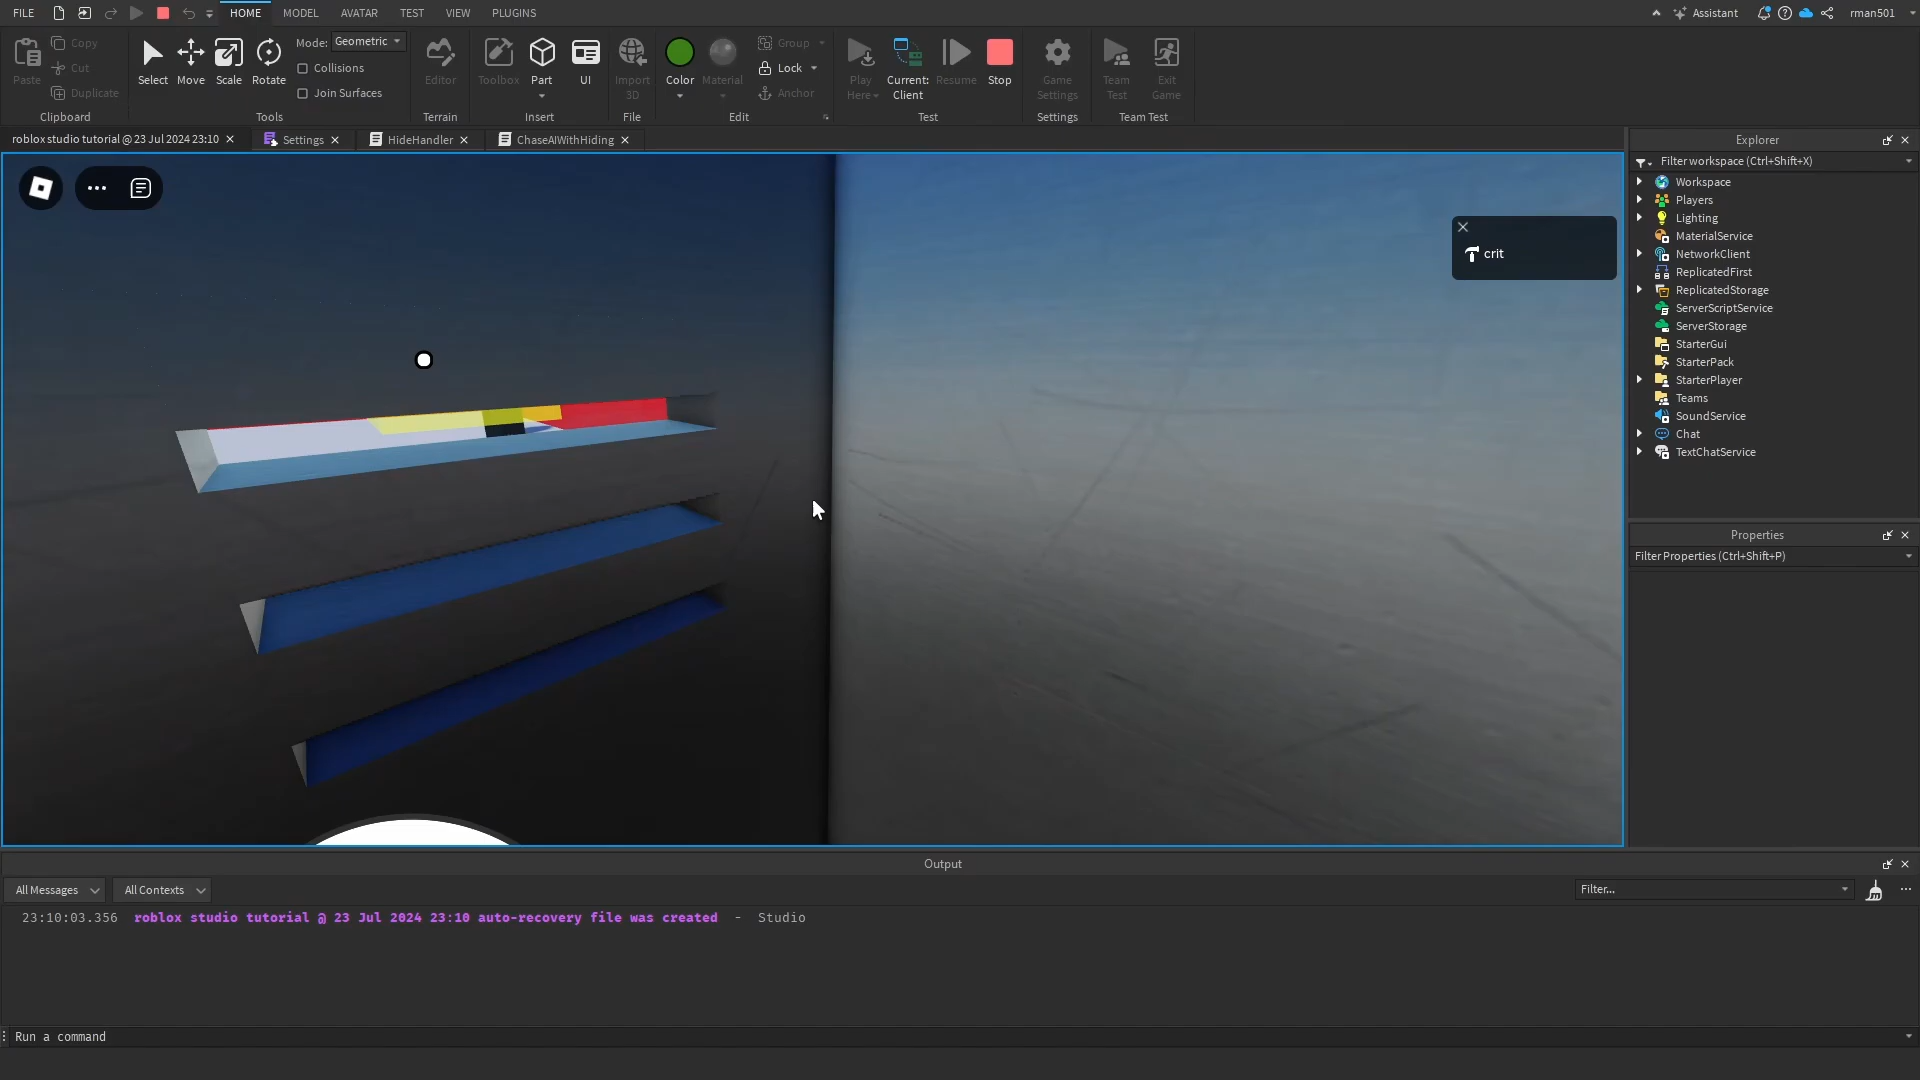 FILE HOME MODEL AVATAR TEST VIEW PLUGINS Assistant rman501
Paste Copy Cut Duplicate Clipboard
Select Move Scale Rotate Mode: Geometric Collisions Join Surfaces Tools
Editor Terrain
Toolbox Part UI Insert
Import 3D File
Color Material Group Lock Anchor Edit
Play Here Current: Client Resume Stop Test
Game Settings Settings
Team Test Exit Game Team Test
roblox studio tutorial @ 23 Jul 2024 23:10 Settings HideHandler ChaseAIWithHiding
crit
Explorer
Filter workspace (Ctrl+Shift+X)
Workspace
Players
Lighting
MaterialService
NetworkClient
ReplicatedFirst
ReplicatedStorage
ServerScriptService
ServerStorage
StarterGui
StarterPack
StarterPlayer
Teams
SoundService
Chat
TextChatService
Properties
Filter Properties (Ctrl+Shift+P)
Output
All Messages All Contexts Filter...
23:10:03.356 roblox studio tutorial @ 23 Jul 2024 23:10 auto-recovery file was created - Studio
Run a command